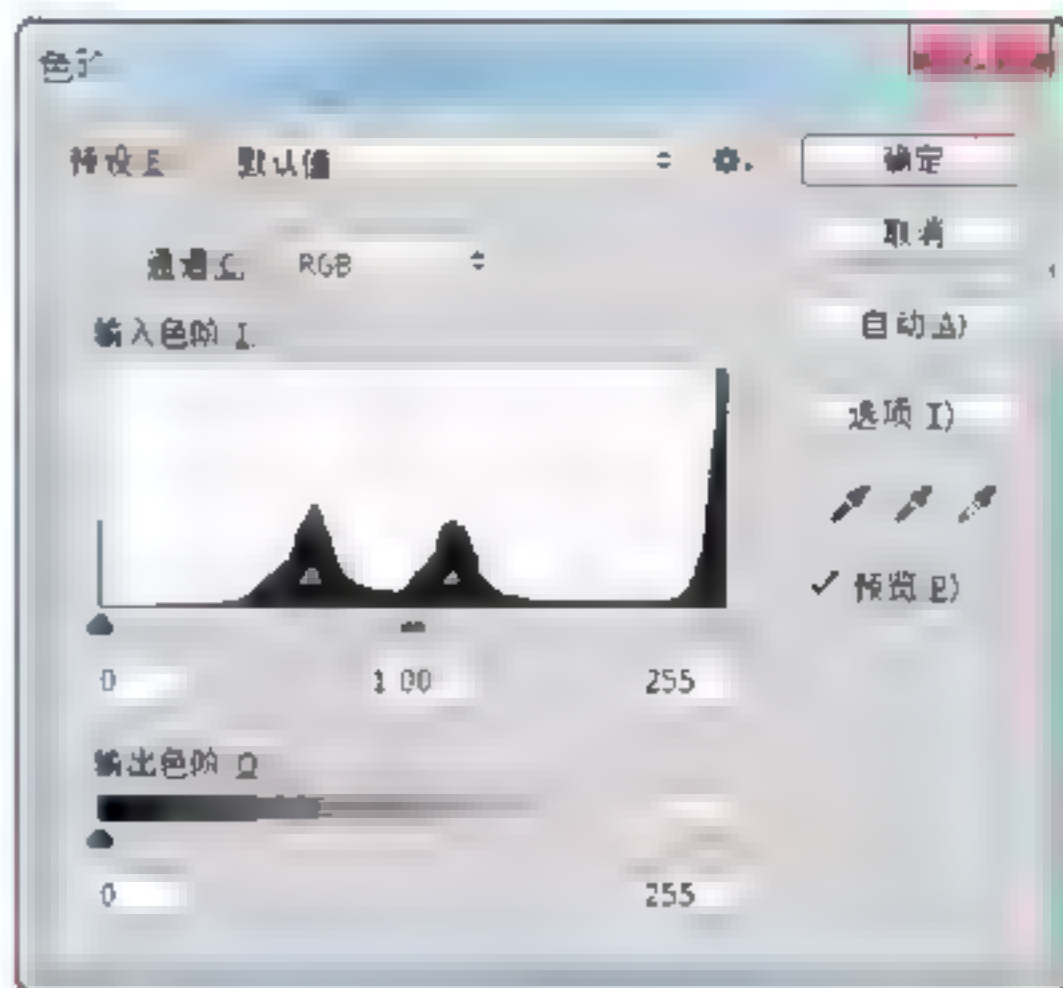 色阶
预设 E 默认值
确定
通道 C. RGB
取消
输入色阶 I.
自动 A)
选项 T)
预览 P)
0 1.00 255
输出色阶 O
0 255